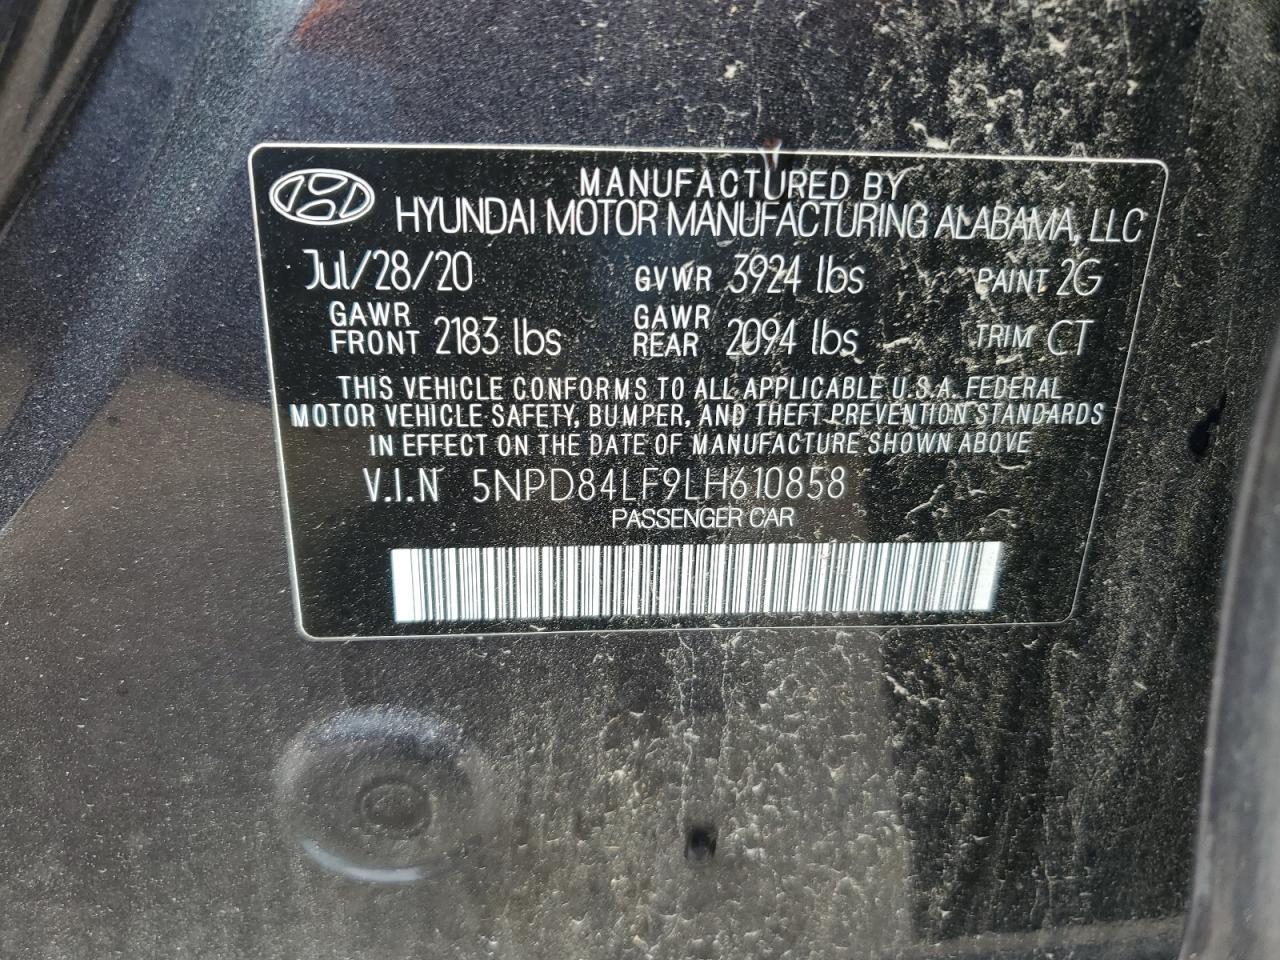 MANUFACTURED BY
HYUNDAI MOTOR MANUFACTURING ALABAMA, LLC
Jul/28/20 GVWR 3924 lbs PAINT 2G
GAWR FRONT 2183 lbs GAWR REAR 2094 lbs TRIM CT
THIS VEHICLE CONFORMS TO ALL APPLICABLE U.S.A. FEDERAL
MOTOR VEHICLE SAFETY, BUMPER, AND THEFT PREVENTION STANDARDS
IN EFFECT ON THE DATE OF MANUFACTURE SHOWN ABOVE
V.I.N 5NPD84LF9LH610858
PASSENGER CAR